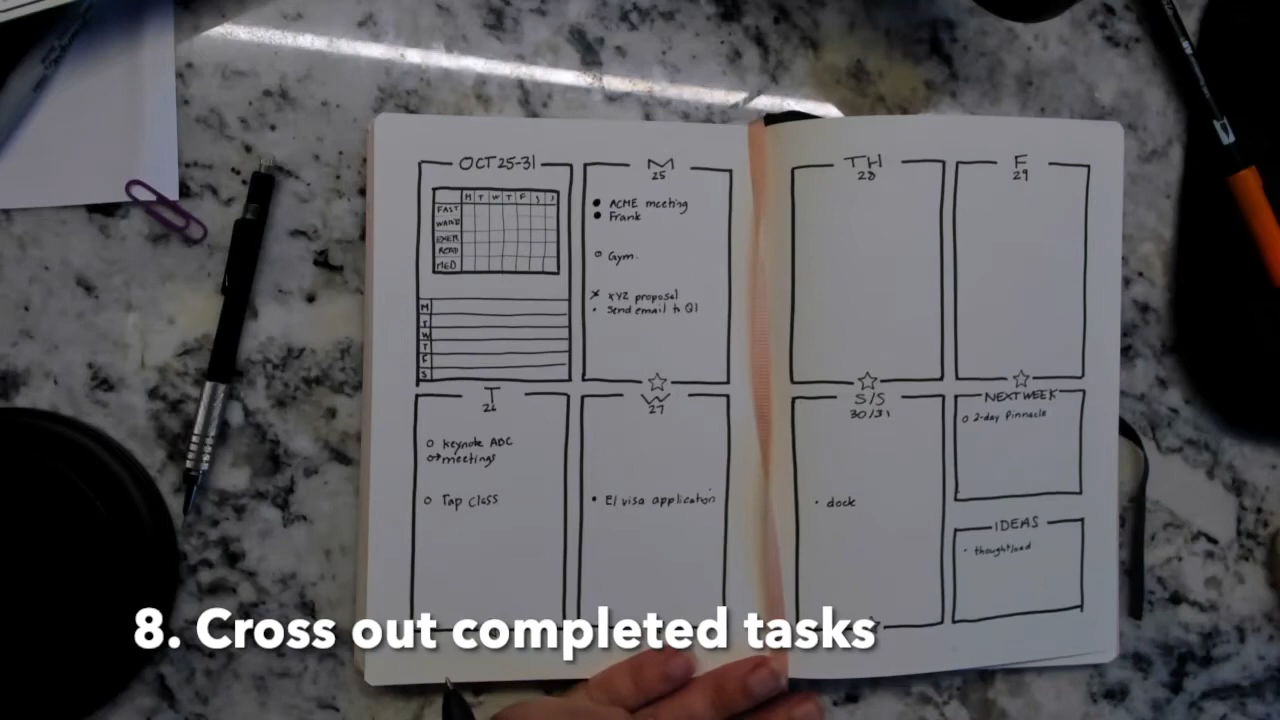 OCT 25-31
M T W T F S S
FAST
EXER
READ
MED
M
T
W
T
F
S
M
25
● ACME meeting
● Frank
○ Gym
× XYZ proposal
• Send email to Q1
T
26
○ keynote ADC
meetings
○ Tap class
W
27
• E1 visa application
TH
28
F
29
S/S
30/31
• dock
NEXT WEEK
○ 2-day Pinnacle
IDEAS
• thoughtload
8. Cross out completed tasks